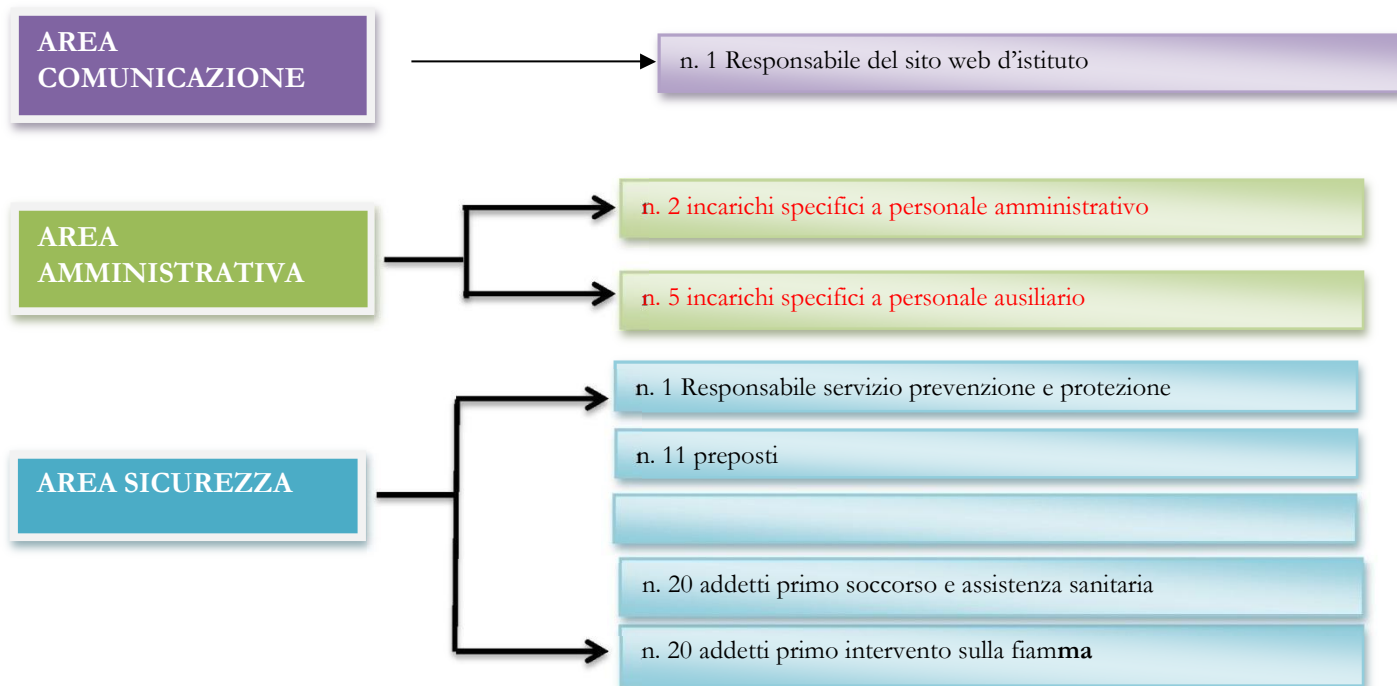 AREA
COMUNICAZIONE
n. 1 Responsabile del sito web d’istituto
AREA
AMMINISTRATIVA
n. 2 incarichi specifici a personale amministrativo
n. 5 incarichi specifici a personale ausiliario
AREA SICUREZZA
n. 1 Responsabile servizio prevenzione e protezione
n. 11 preposti
n. 20 addetti primo soccorso e assistenza sanitaria
n. 20 addetti primo intervento sulla fiamma